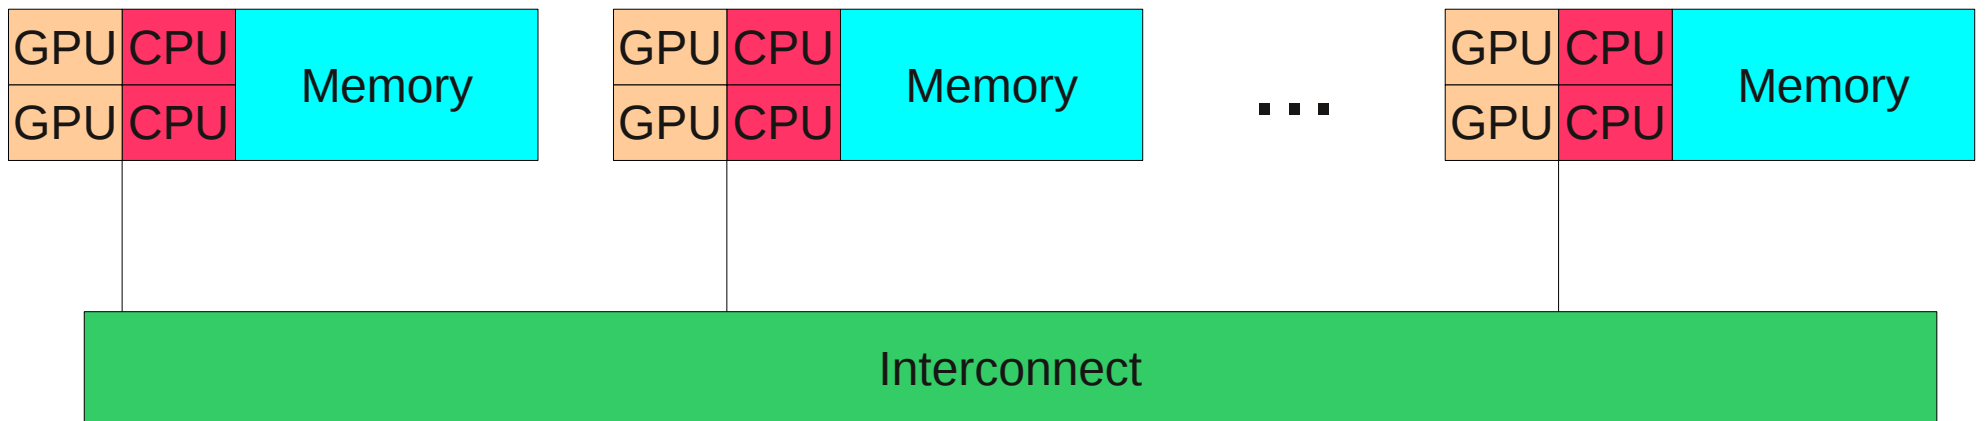 GPU CPU Memory GPU CPU Memory ... GPU CPU Memory
GPU CPU GPU CPU GPU CPU
Interconnect